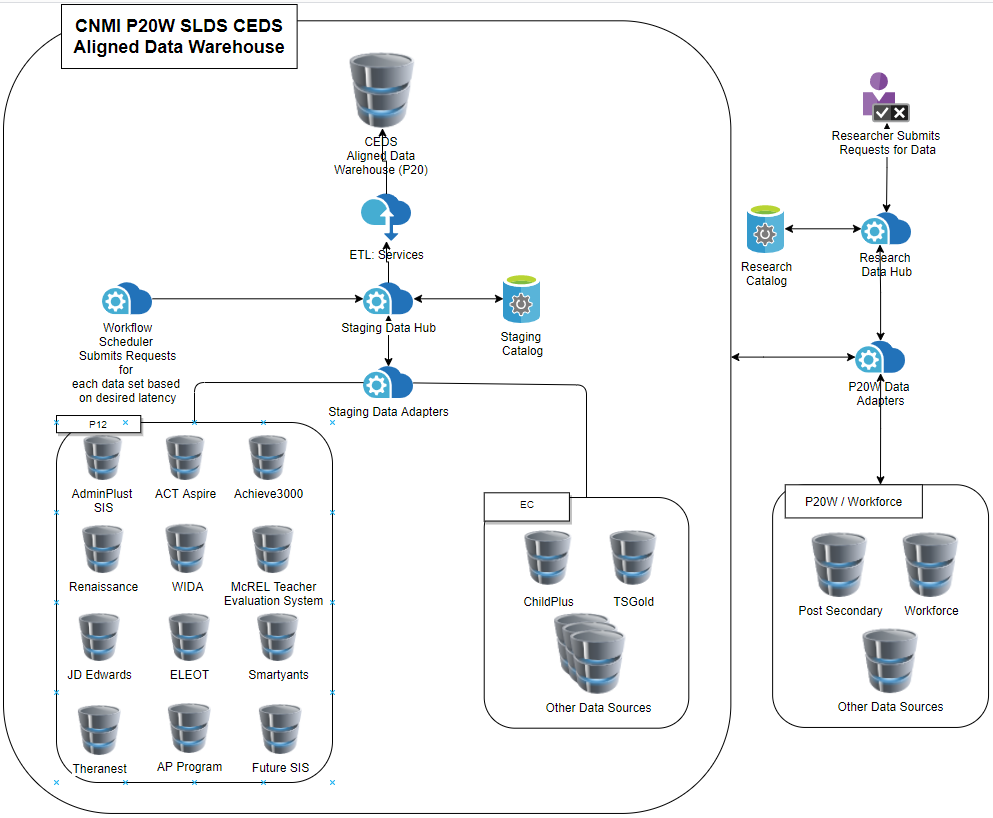 CNMI P20W SLDS CEDS
Aligned Data Warehouse
CEDS
Aligned Data
Warehouse (P20)
ETL: Services
Workflow
Scheduler
Submits Requests
for
each data set based
on desired latency
Staging Data Hub
Staging
Catalog
Staging Data Adapters
P12
AdminPlust
SIS
ACT Aspire
Achieve3000
Renaissance
WIDA
McREL Teacher
Evaluation System
JD Edwards
ELEOT
Smartyants
Theranest
AP Program
Future SIS
EC
ChildPlus
TSGold
Other Data Sources
Researcher Submits
Requests for Data
Research
Catalog
Research
Data Hub
P20W Data
Adapters
P20W / Workforce
Post Secondary
Workforce
Other Data Sources